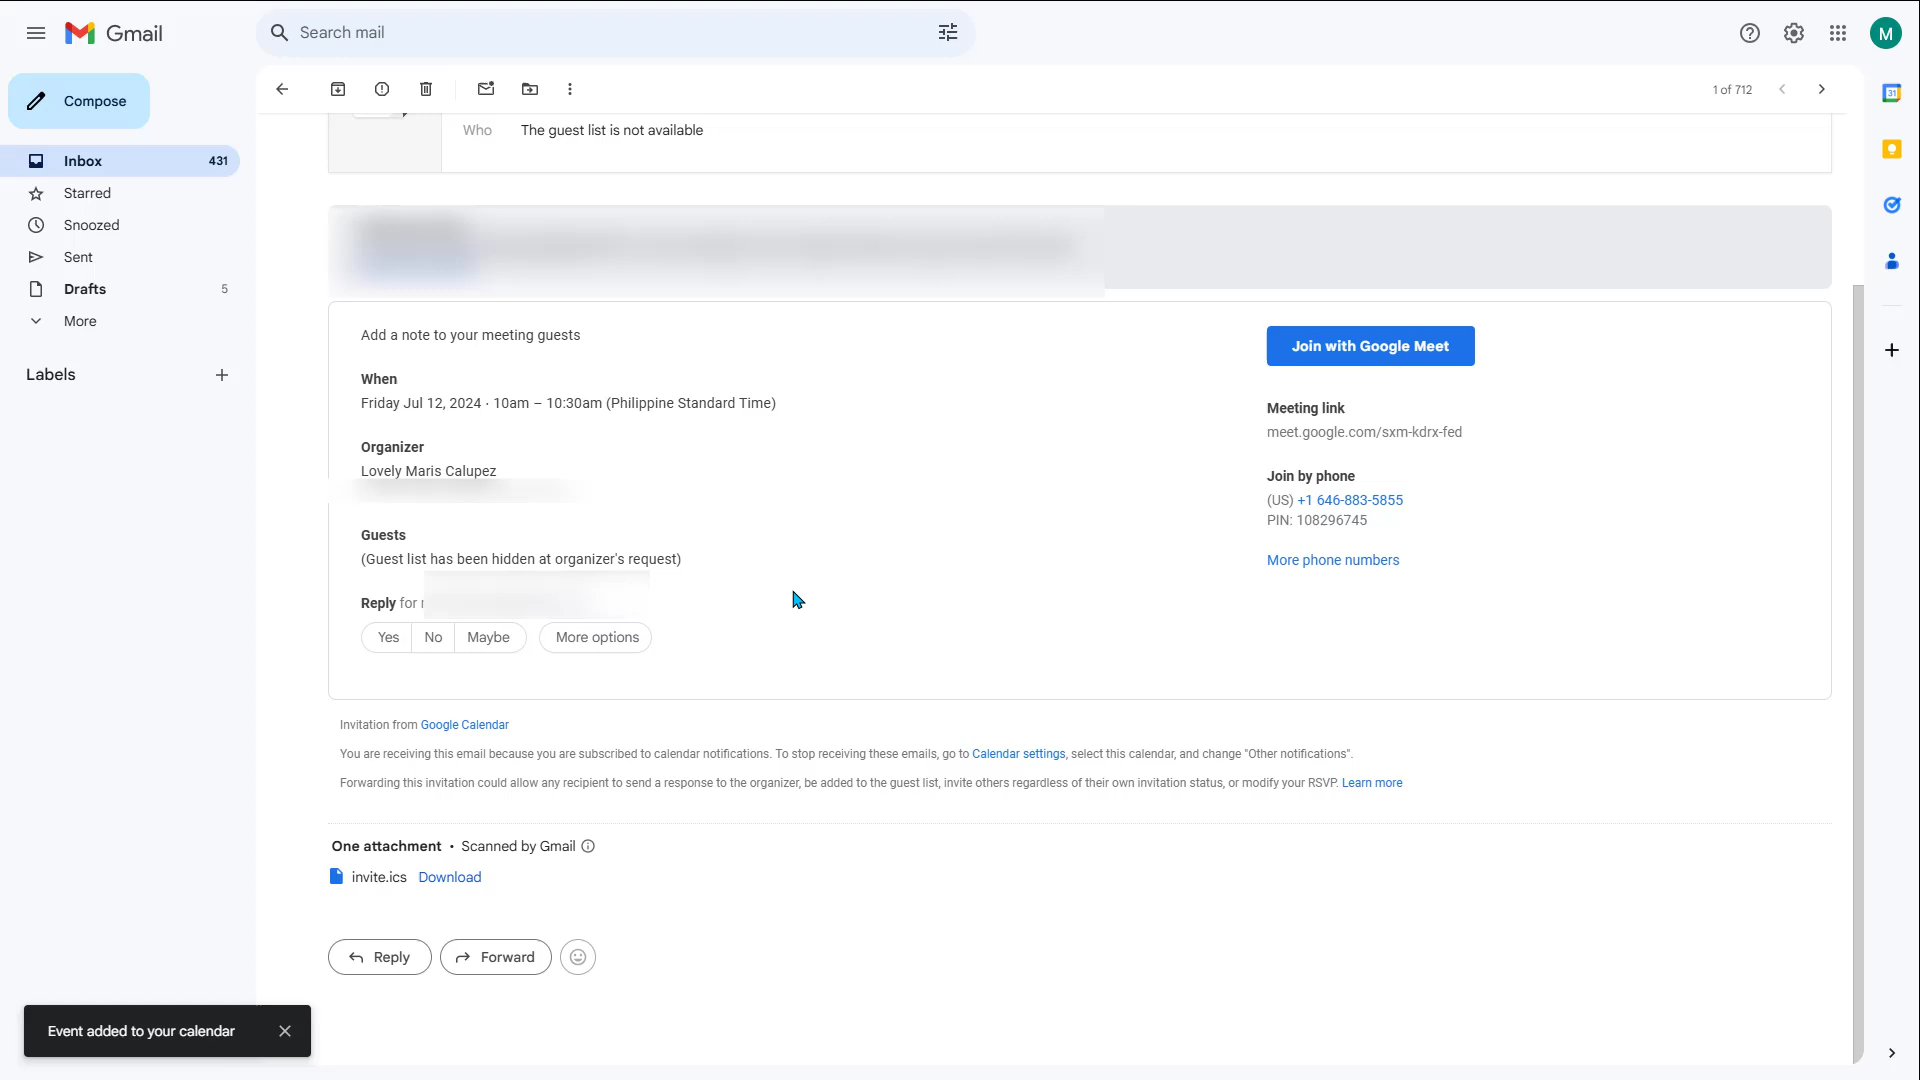 Gmail
Search mail
M
Compose
1 of 712
31
Inbox 431
Starred
Snoozed
Sent
Drafts 5
More
Labels
Who The guest list is not available
Add a note to your meeting guests
When
Friday Jul 12, 2024 · 10am – 10:30am (Philippine Standard Time)
Organizer
Lovely Maris Calupez
Guests
(Guest list has been hidden at organizer's request)
Reply for
Yes No Maybe More options
Join with Google Meet
Meeting link
meet.google.com/sxm-kdrx-fed
Join by phone
(US) +1 646-883-5855
PIN: 108296745
More phone numbers
Invitation from Google Calendar
You are receiving this email because you are subscribed to calendar notifications. To stop receiving these emails, go to Calendar settings, select this calendar, and change "Other notifications".
Forwarding this invitation could allow any recipient to send a response to the organizer, be added to the guest list, invite others regardless of their own invitation status, or modify your RSVP. Learn more
One attachment • Scanned by Gmail
invite.ics Download
Reply Forward
Event added to your calendar